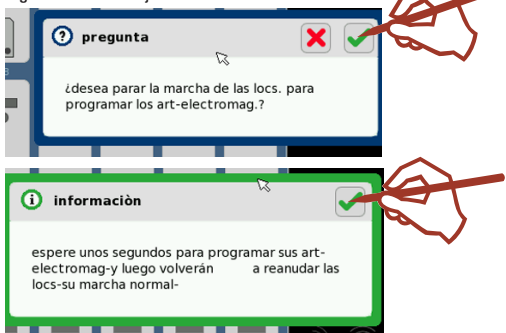 pregunta
¿desea parar la marcha de las locs. para
programar los art-electromag.?
informaciòn
espere unos segundos para programar sus art-
electromag-y luego volverán a reanudar las
locs-su marcha normal-